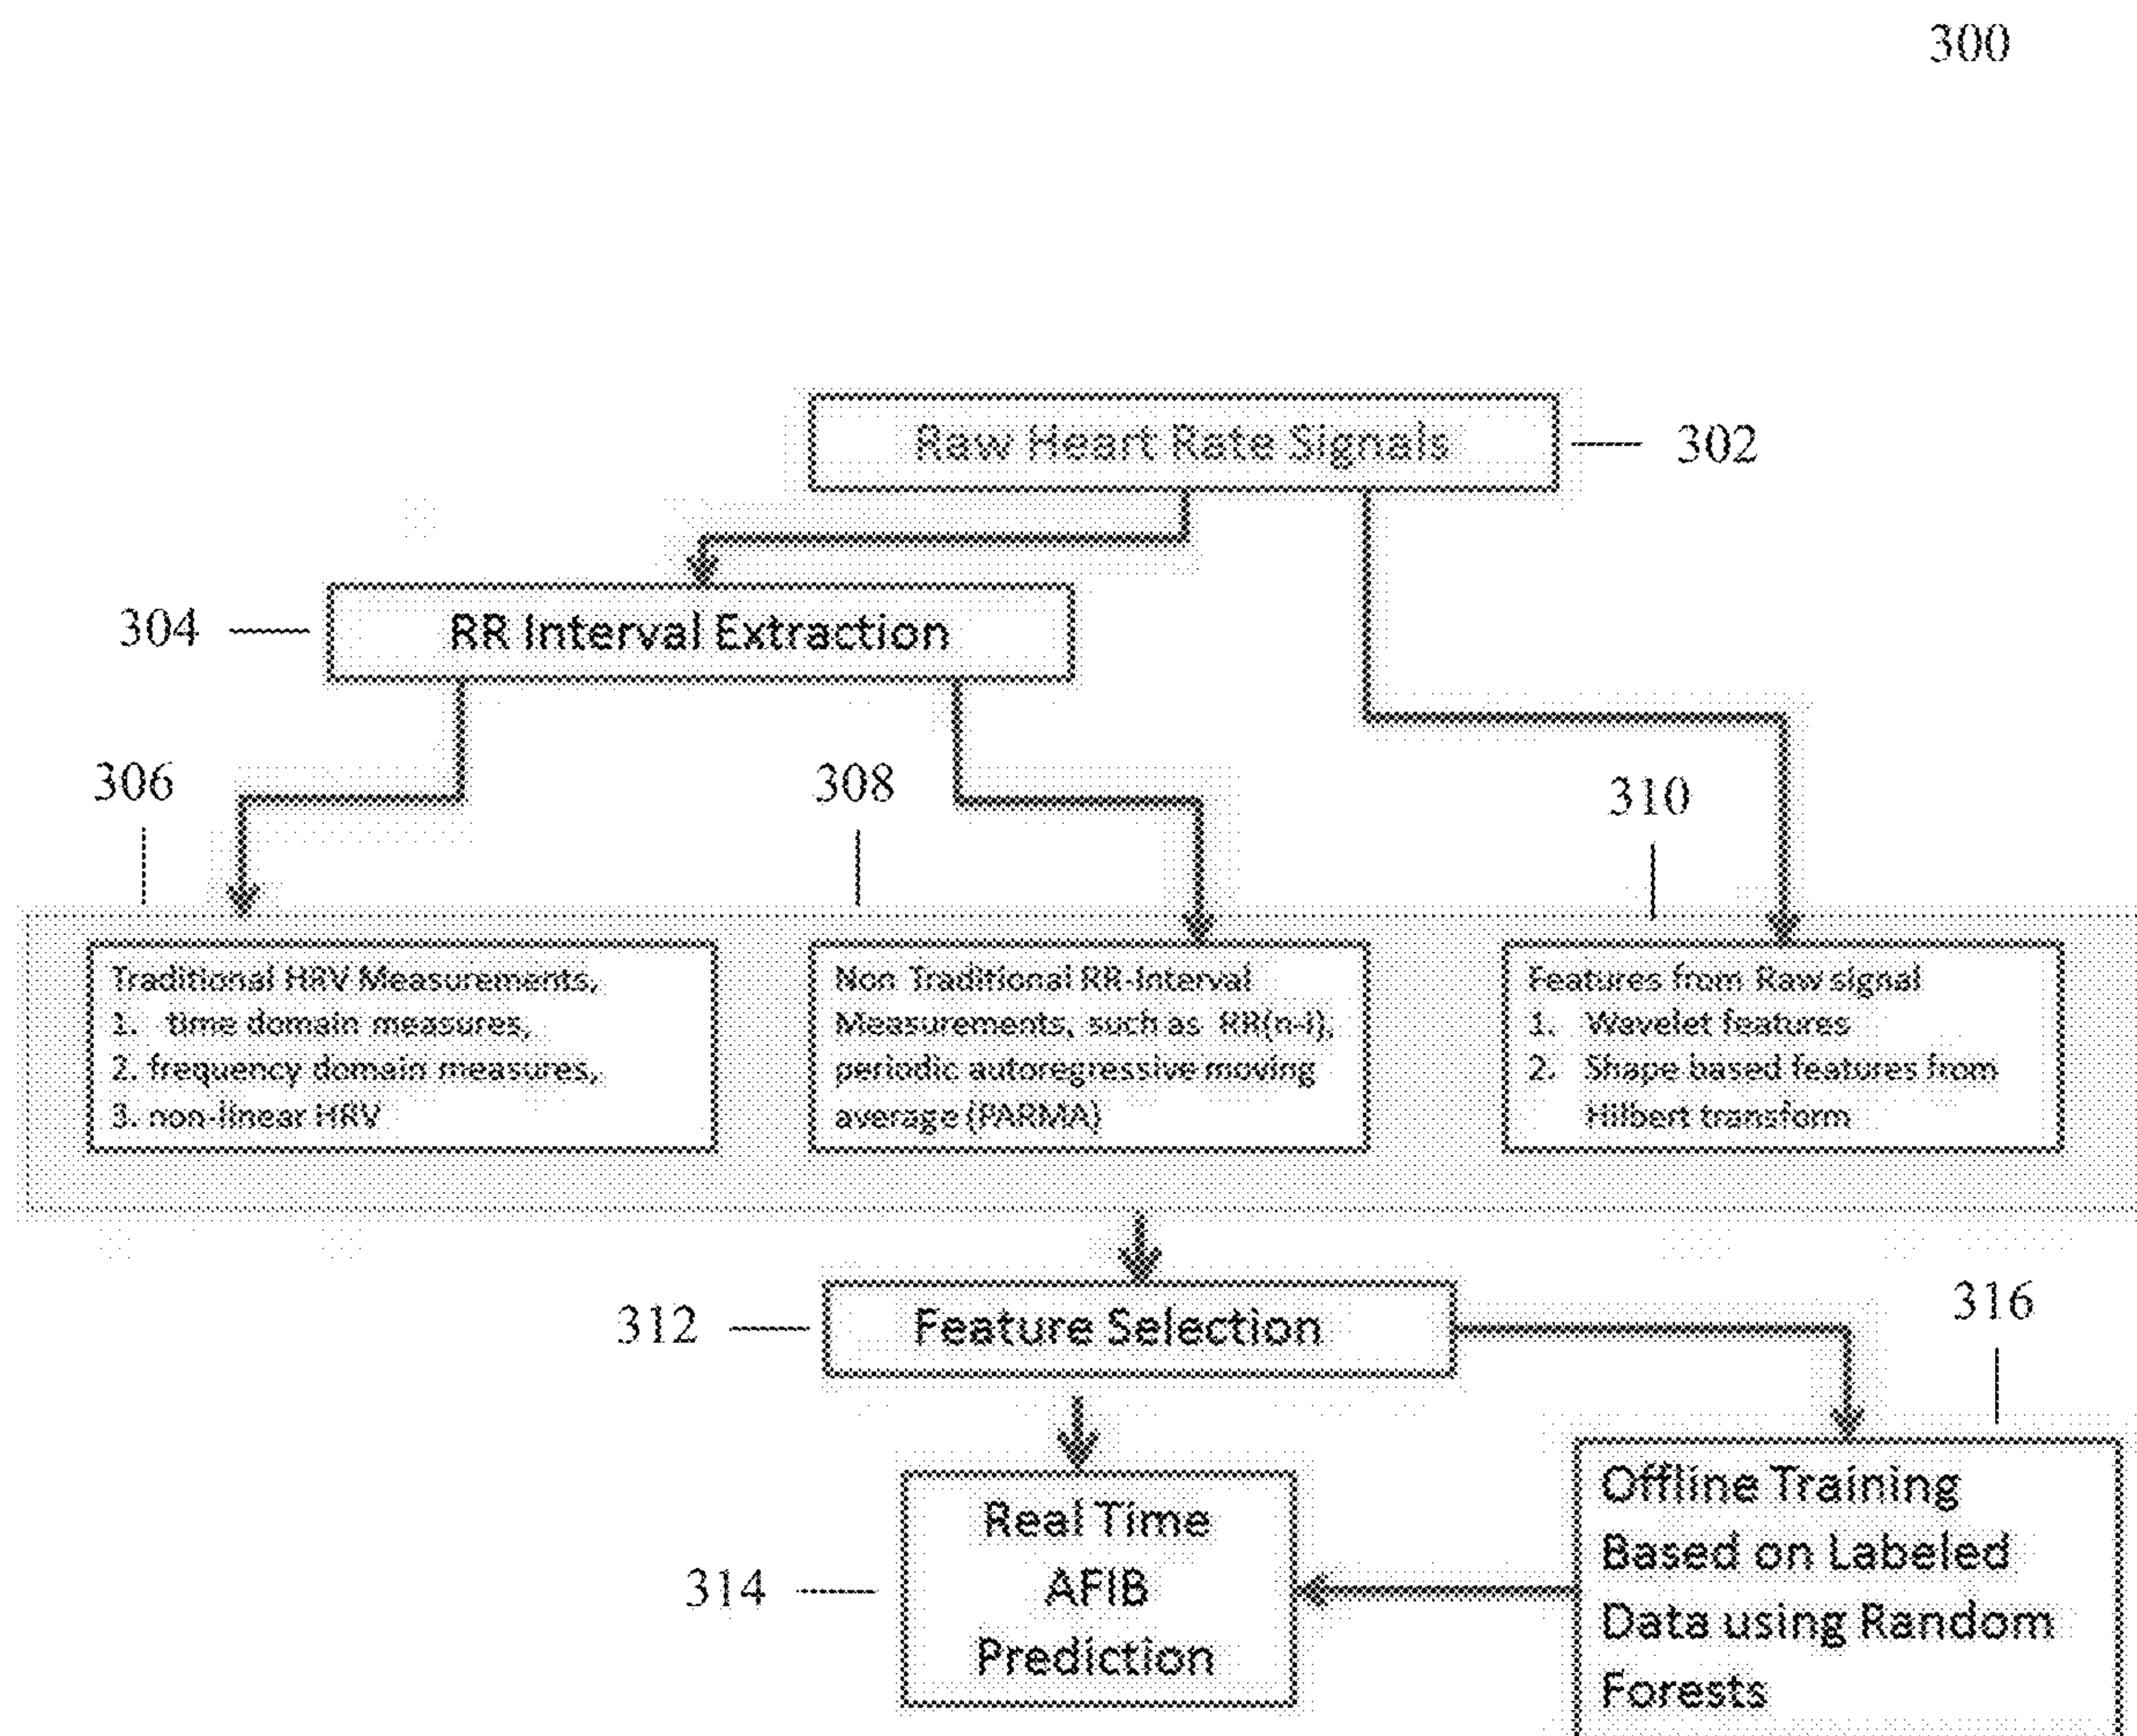 300
Raw Heart Rate Signals
302
304
RR Interval Extraction
306
308
310
Traditional HRV Measurements,
1. time domain measures,
2. frequency domain measures,
3. non-linear HRV
Non Traditional RR-Interval
Measurements, such as RR(n-i),
periodic autoregressive moving
average (PARMA)
Features from Raw signal
1. Wavelet features
2. Shape based features from
Hilbert transform
312
Feature Selection
316
314
Real Time
AFIB
Prediction
Offline Training
Based on Labeled
Data using Random
Forests